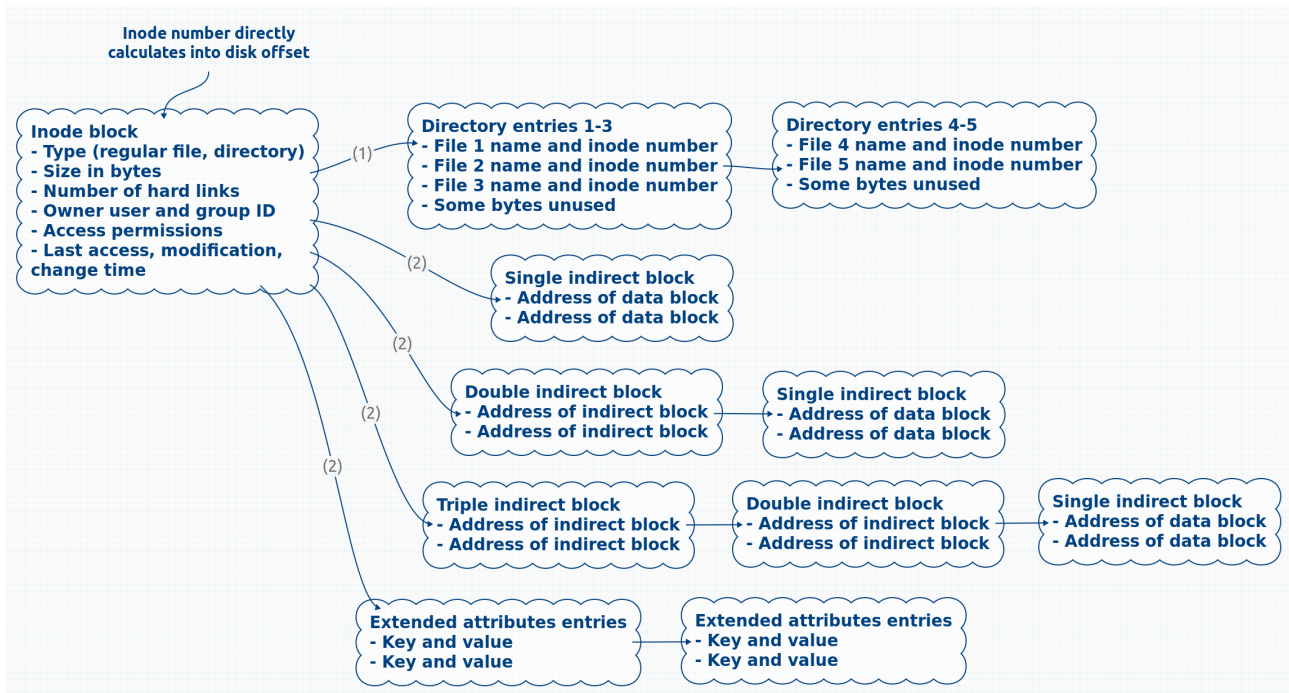 Inode number directly
calculates into disk offset
Inode block
- Type (regular file, directory)
- Size in bytes
- Number of hard links
- Owner user and group ID
- Access permissions
- Last access, modification,
change time
(1)
Directory entries 1-3
- File 1 name and inode number
- File 2 name and inode number
- File 3 name and inode number
- Some bytes unused
Directory entries 4-5
- File 4 name and inode number
- File 5 name and inode number
- Some bytes unused
(2)
Single indirect block
- Address of data block
- Address of data block
(2)
Double indirect block
- Address of indirect block
- Address of indirect block
Single indirect block
- Address of data block
- Address of data block
(2)
Triple indirect block
- Address of indirect block
- Address of indirect block
Double indirect block
- Address of indirect block
- Address of indirect block
Single indirect block
- Address of data block
- Address of data block
(2)
Extended attributes entries
- Key and value
- Key and value
Extended attributes entries
- Key and value
- Key and value